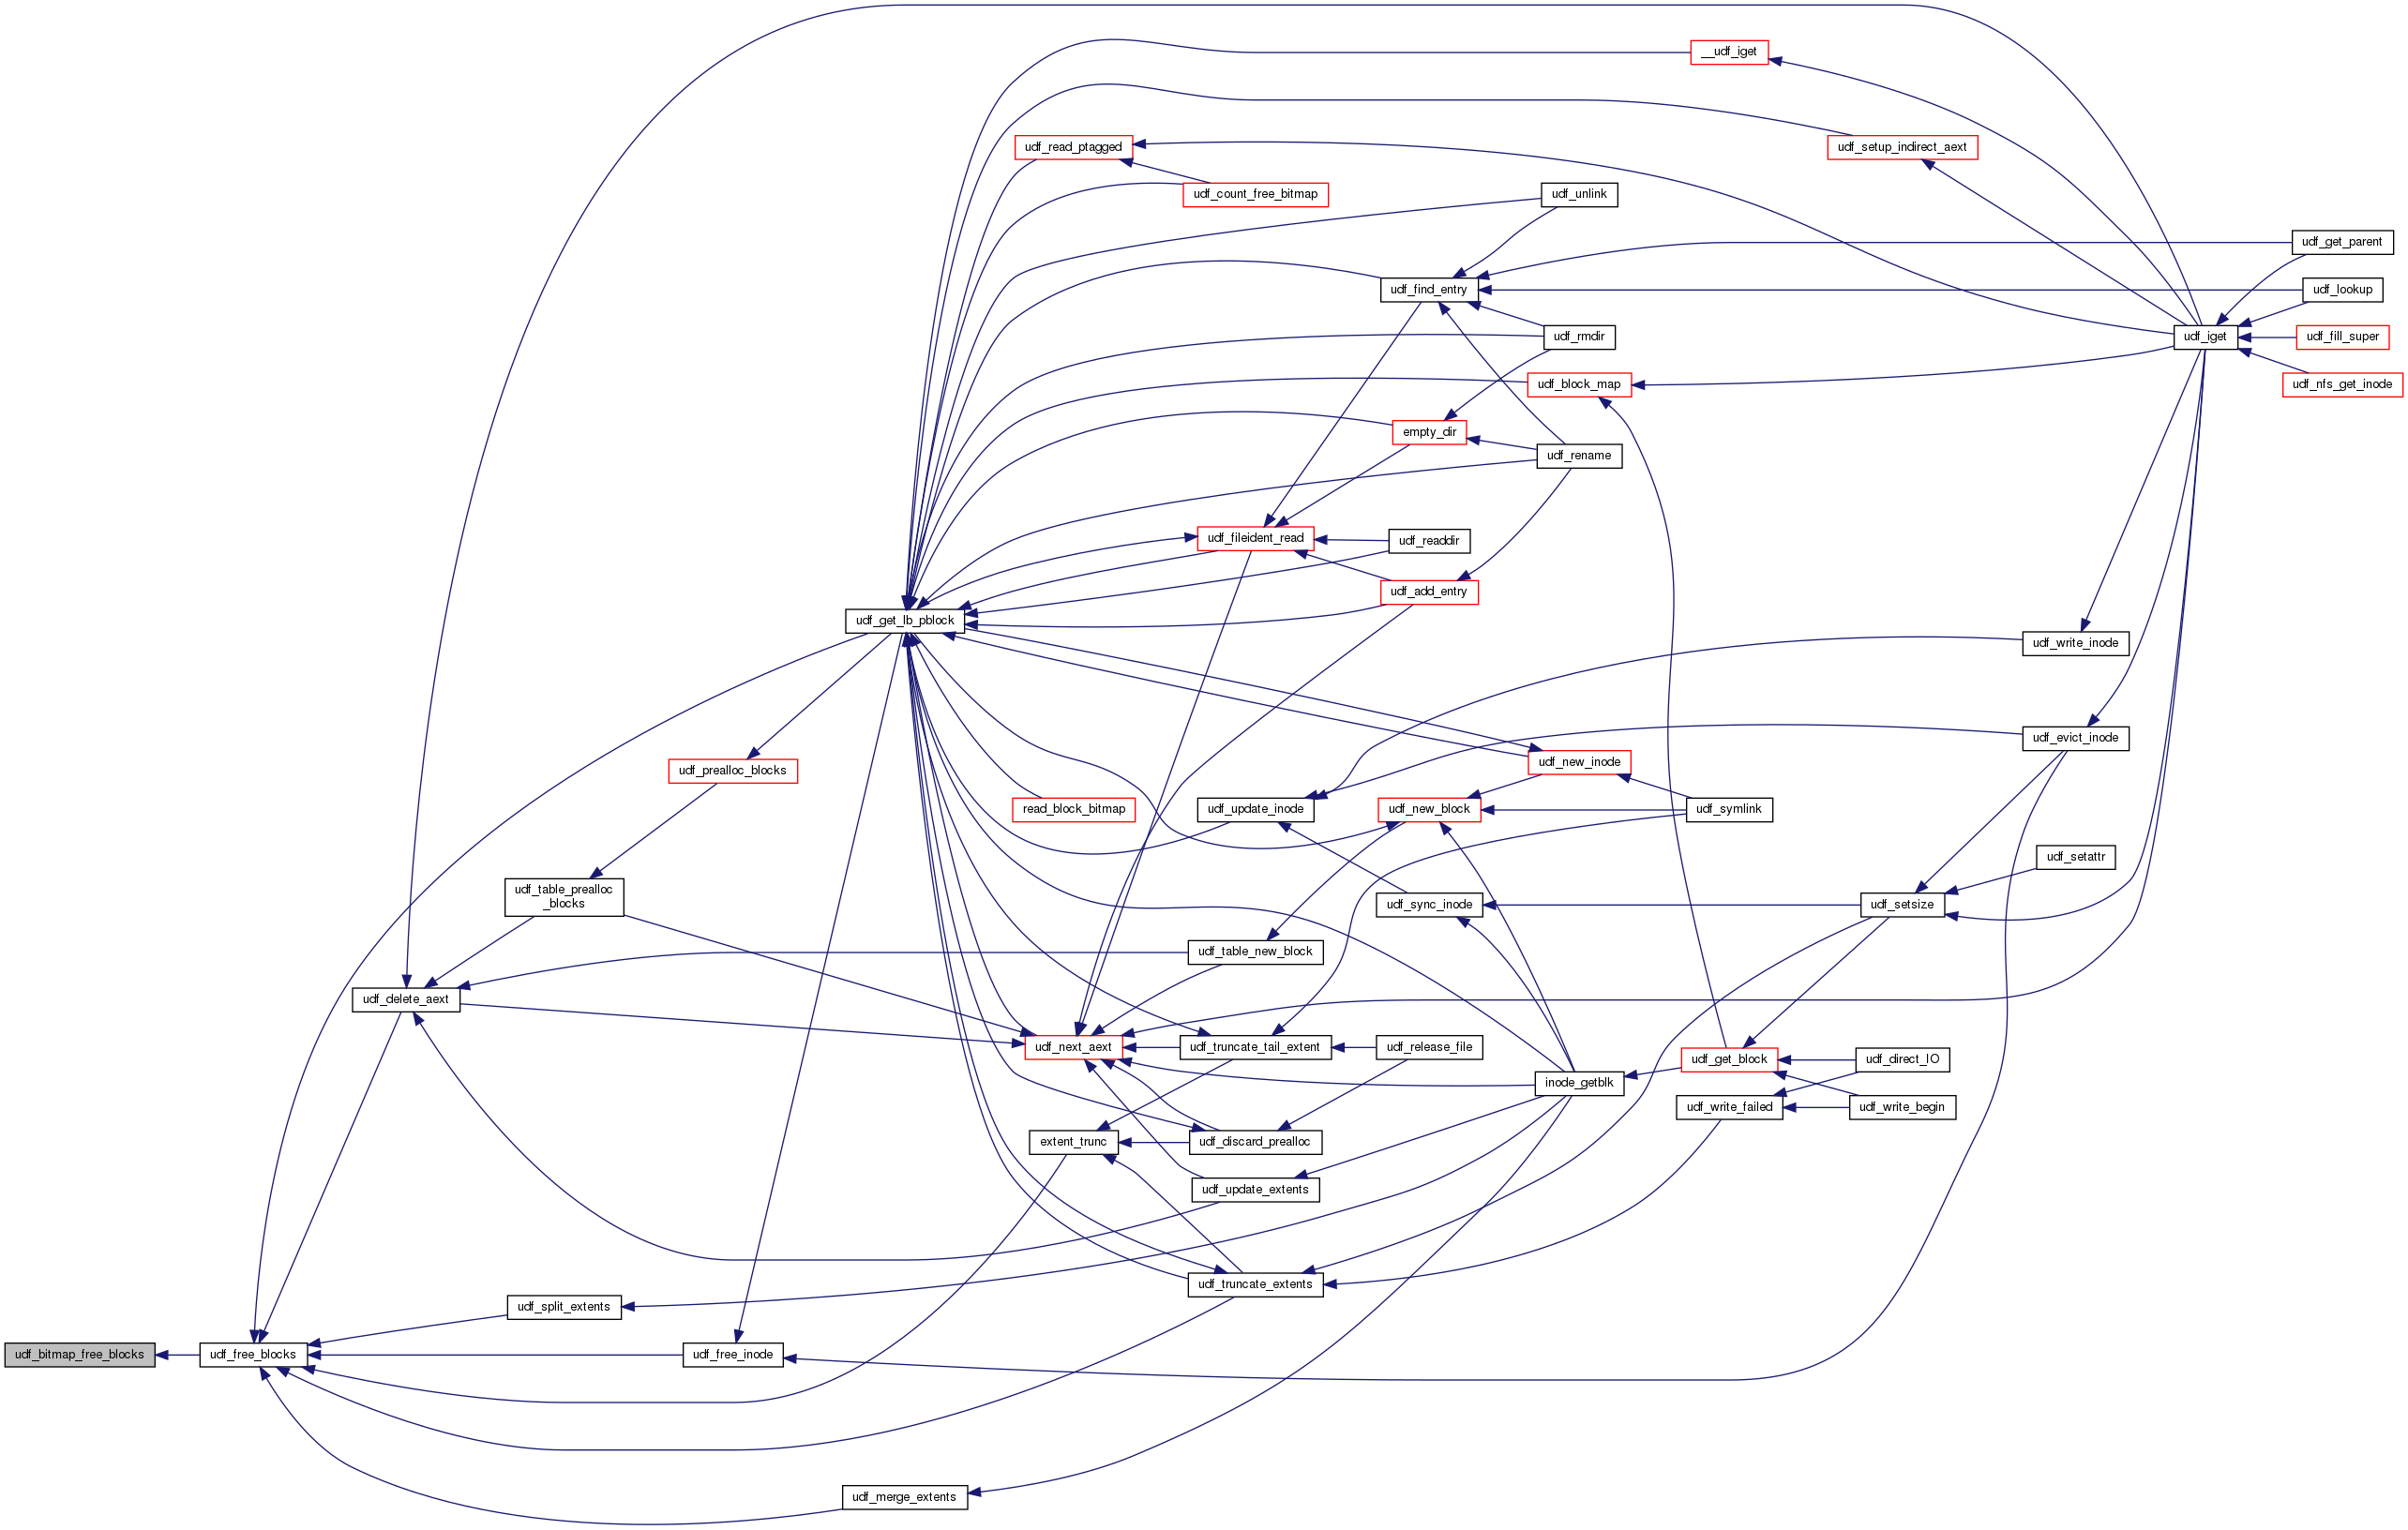 __udf_iget
udf_read_ptagged
udf_setup_indirect_aext
udf_count_free_bitmap
udf_unlink
udf_get_parent
udf_find_entry
udf_lookup
udf_rmdir
udf_iget
udf_fill_super
udf_block_map
udf_nfs_get_inode
empty_dir
udf_rename
udf_fileident_read
udf_readdir
udf_add_entry
udf_get_lb_pblock
udf_write_inode
udf_evict_inode
udf_prealloc_blocks
udf_new_inode
read_block_bitmap
udf_update_inode
udf_new_block
udf_symlink
udf_setattr
udf_table_prealloc
_blocks
udf_sync_inode
udf_setsize
udf_table_new_block
udf_delete_aext
udf_next_aext
udf_truncate_tail_extent
udf_release_file
udf_get_block
udf_direct_IO
inode_getblk
udf_write_failed
udf_write_begin
extent_trunc
udf_discard_prealloc
udf_update_extents
udf_truncate_extents
udf_split_extents
udf_bitmap_free_blocks
udf_free_blocks
udf_free_inode
udf_merge_extents